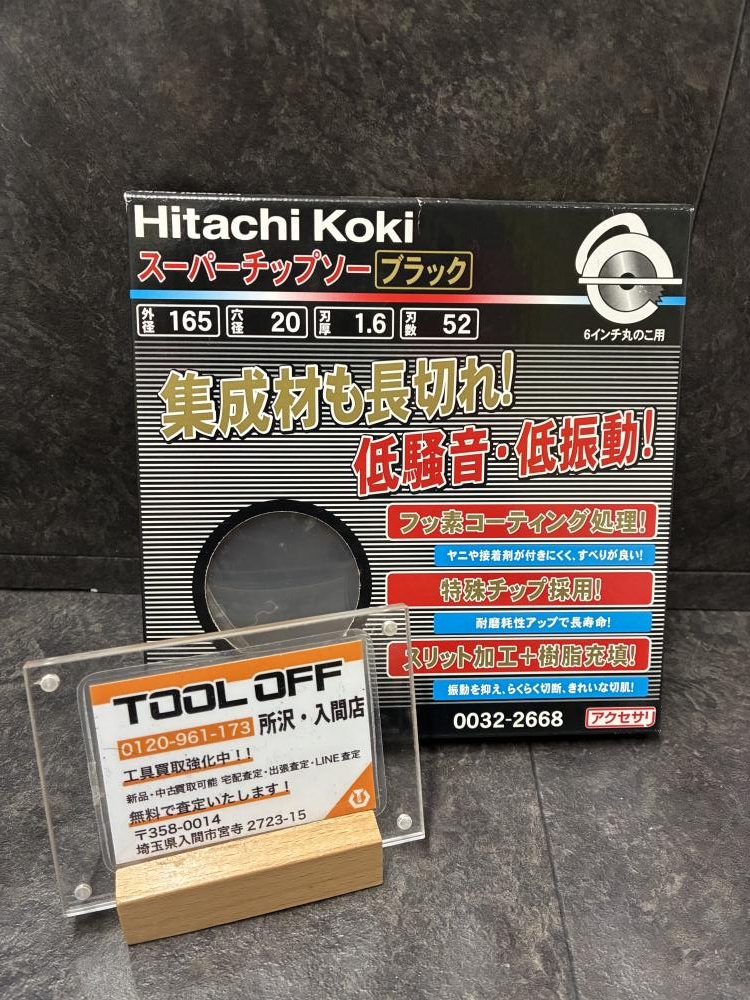 Hitachi Koki
スーパーチップソー ブラック
外径 165 穴径 20 刃厚 1.6 刃数 52
6インチ丸のこ用
集成材も長切れ!
低騒音・低振動!
フッ素コーティング処理!
ヤニや接着剤が付きにくく、すべりが良い!
特殊チップ採用!
耐磨耗性アップで長寿命!
スリット加工+樹脂充填!
振動を抑え、らくらく切断、きれいな切肌!
0032-2668 アクセサリ
TOOL OFF
0120-961-173 所沢・入間店
工具買取強化中!!
新品・中古買取可能 宅配査定・出張査定・LINE査定
無料で査定いたします!
〒358-0014
埼玉県入間市宮寺 2723-15